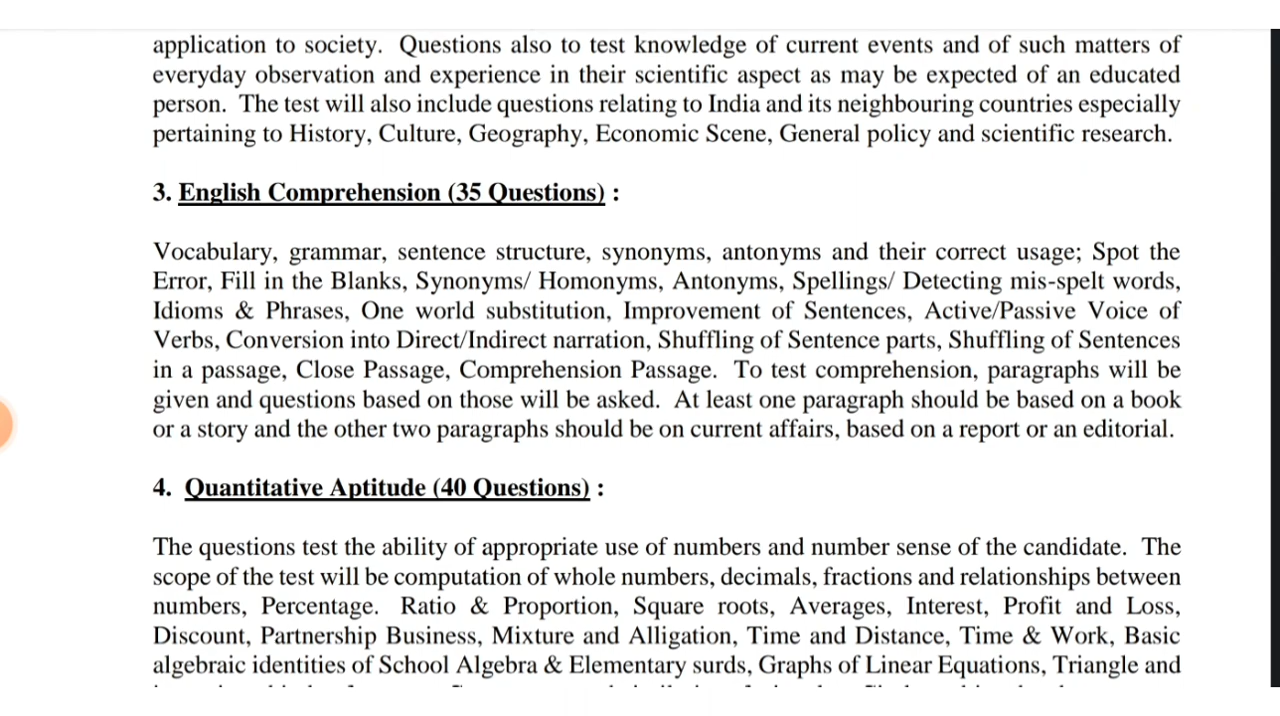 application to society. Questions also to test knowledge of current events and of such matters of
everyday observation and experience in their scientific aspect as may be expected of an educated
person. The test will also include questions relating to India and its neighbouring countries especially
pertaining to History, Culture, Geography, Economic Scene, General policy and scientific research.
3. English Comprehension (35 Questions) :
Vocabulary, grammar, sentence structure, synonyms, antonyms and their correct usage; Spot the
Error, Fill in the Blanks, Synonyms/ Homonyms, Antonyms, Spellings/ Detecting mis-spelt words,
Idioms & Phrases, One world substitution, Improvement of Sentences, Active/Passive Voice of
Verbs, Conversion into Direct/Indirect narration, Shuffling of Sentence parts, Shuffling of Sentences
in a passage, Close Passage, Comprehension Passage. To test comprehension, paragraphs will be
given and questions based on those will be asked. At least one paragraph should be based on a book
or a story and the other two paragraphs should be on current affairs, based on a report or an editorial.
4. Quantitative Aptitude (40 Questions) :
The questions test the ability of appropriate use of numbers and number sense of the candidate. The
scope of the test will be computation of whole numbers, decimals, fractions and relationships between
numbers, Percentage. Ratio & Proportion, Square roots, Averages, Interest, Profit and Loss,
Discount, Partnership Business, Mixture and Alligation, Time and Distance, Time & Work, Basic
algebraic identities of School Algebra & Elementary surds, Graphs of Linear Equations, Triangle and